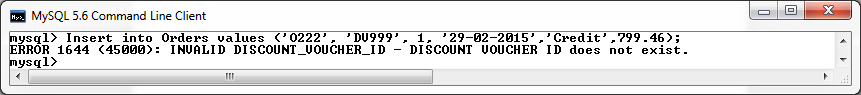 MySQL 5.6 Command Line Client
mysql> Insert into Orders values ('O222', 'DV999', 1, '29-02-2015','Credit',799.46);
ERROR 1644 (45000): INVALID DISCOUNT_VOUCHER_ID - DISCOUNT VOUCHER ID does not exist.
mysql>